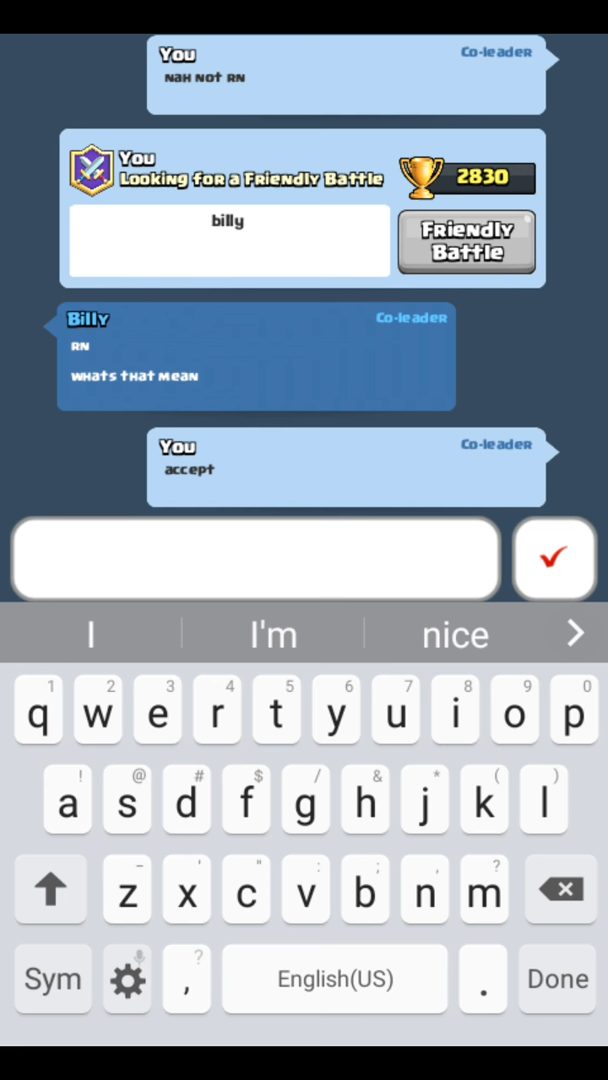 You Co-leader
NAH NOT RN
You
Looking for a Friendly Battle 2830
billy
Friendly
Battle
Billy Co-leader
RN
WHATS THAT MEAN
You Co-leader
accept
I I'm nice
1 2 3 4 5 6 7 8 9 0
q w e r t y u i o p
! @ # $ / & * ( )
a s d f g h j k l
- ' " : ; , ?
z x c v b n m
?
Sym , English(US) . Done